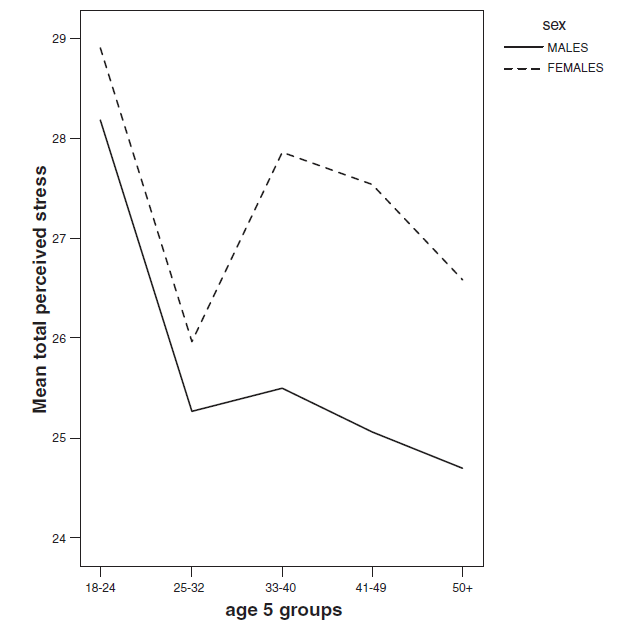 sex
MALES
FEMALES
Mean total perceived stress
29
28
27
26
25
24
18-24 25-32 33-40 41-49 50+
age 5 groups